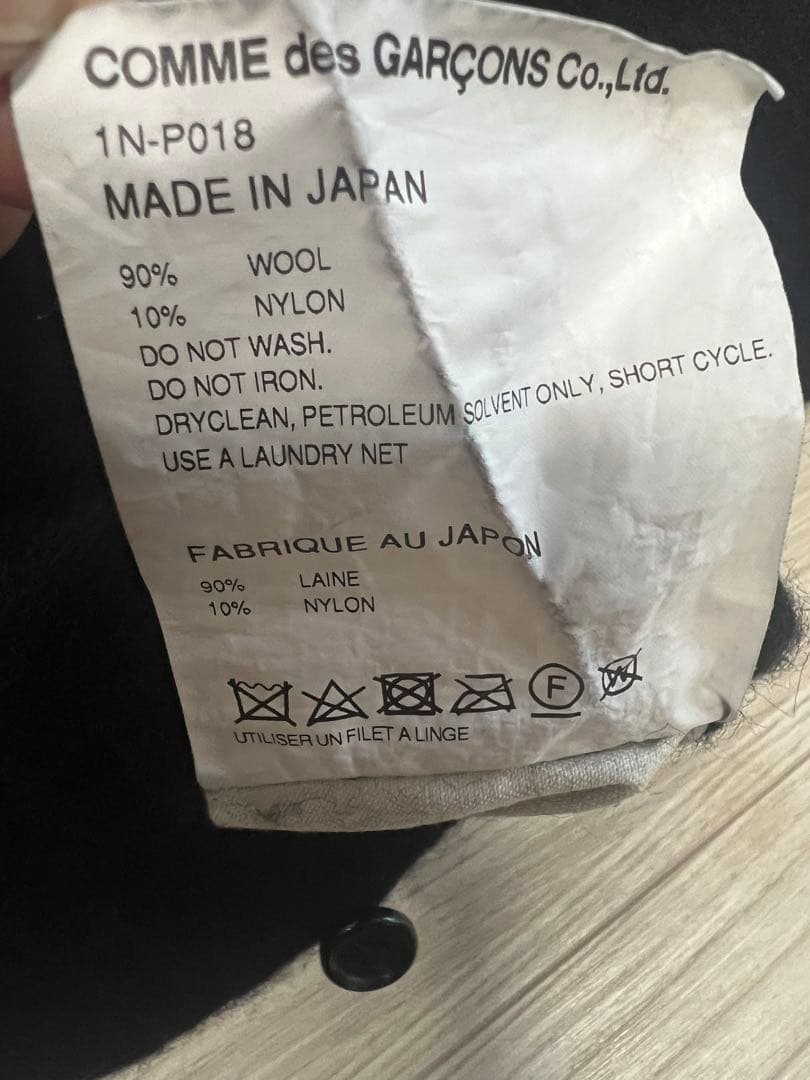 COMME des GARÇONS Co.,Ltd.
1N-P018
MADE IN JAPAN
90% WOOL
10% NYLON
DO NOT WASH.
DO NOT IRON.
DRYCLEAN, PETROLEUM SOLVENT ONLY, SHORT CYCLE.
USE A LAUNDRY NET
FABRIQUE AU JAPON
90% LAINE
10% NYLON
F W
UTILISER UN FILET A LINGE